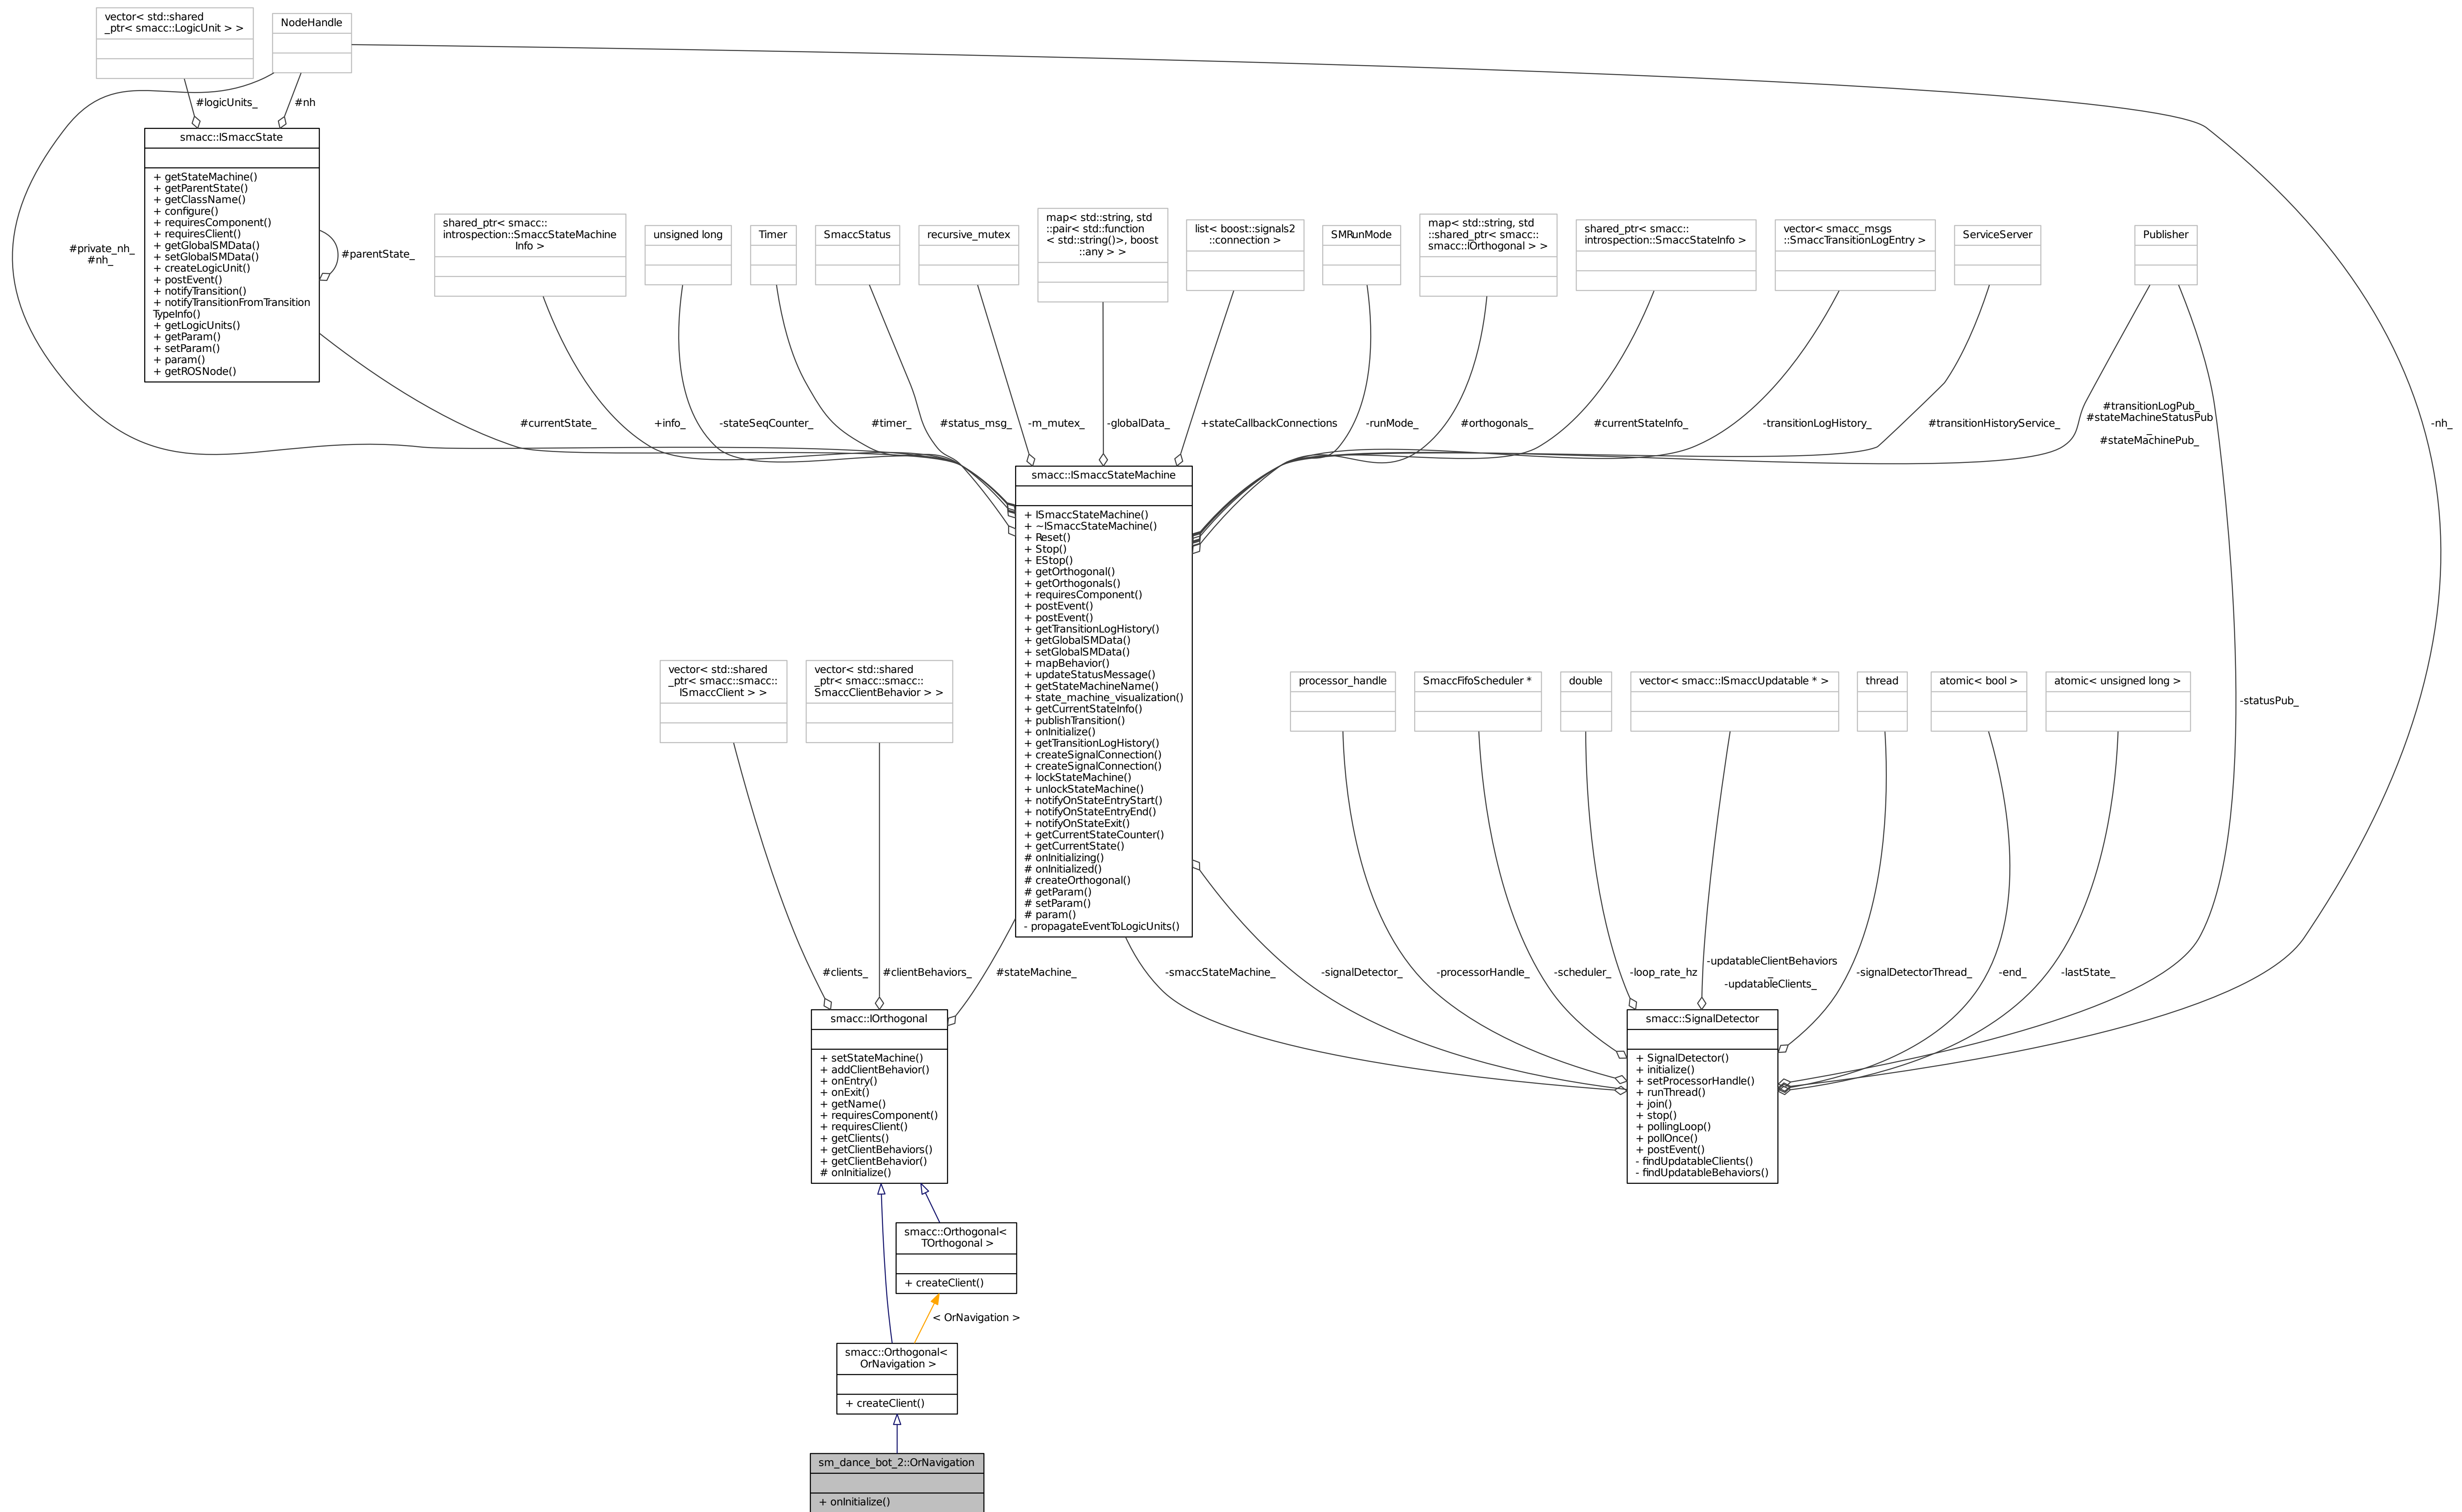 vector< std::shared
_ptr< smacc::LogicUnit > >
NodeHandle
#logicUnits_
#nh
smacc::ISmaccState
+ getStateMachine()
+ getParentState()
+ getClassName()
+ configure()
+ requiresComponent()
+ requiresClient()
+ getGlobalSMData()
+ setGlobalSMData()
+ createLogicUnit()
+ postEvent()
+ notifyTransition()
+ notifyTransitionFromTransition
TypeInfo()
+ getLogicUnits()
+ getParam()
+ setParam()
+ param()
+ getROSNode()
#private_nh_
#nh_
#parentState_
shared_ptr< smacc::
introspection::SmaccStateMachine
Info >
unsigned long
Timer
SmaccStatus
recursive_mutex
map< std::string, std
::pair< std::function
< std::string()>, boost
::any > >
list< boost::signals2
::connection >
SMRunMode
map< std::string, std
::shared_ptr< smacc::
smacc::IOrthogonal > >
shared_ptr< smacc::
introspection::SmaccStateInfo >
vector< smacc_msgs
::SmaccTransitionLogEntry >
ServiceServer
Publisher
#currentState_
+info_
-stateSeqCounter_
#timer_
#status_msg_
-m_mutex_
-globalData_
+stateCallbackConnections
-runMode_
#orthogonals_
#currentStateInfo_
-transitionLogHistory_
#transitionHistoryService_
#transitionLogPub_
#stateMachineStatusPub
_
#stateMachinePub_
-nh_
smacc::ISmaccStateMachine
+ ISmaccStateMachine()
+ ~ISmaccStateMachine()
+ Reset()
+ Stop()
+ EStop()
+ getOrthogonal()
+ getOrthogonals()
+ requiresComponent()
+ postEvent()
+ postEvent()
+ getTransitionLogHistory()
+ getGlobalSMData()
+ setGlobalSMData()
+ mapBehavior()
+ updateStatusMessage()
+ getStateMachineName()
+ state_machine_visualization()
+ getCurrentStateInfo()
+ publishTransition()
+ onInitialize()
+ getTransitionLogHistory()
+ createSignalConnection()
+ createSignalConnection()
+ lockStateMachine()
+ unlockStateMachine()
+ notifyOnStateEntryStart()
+ notifyOnStateEntryEnd()
+ notifyOnStateExit()
+ getCurrentStateCounter()
+ getCurrentState()
# onInitializing()
# onInitialized()
# createOrthogonal()
# getParam()
# setParam()
# param()
- propagateEventToLogicUnits()
vector< std::shared
_ptr< smacc::smacc::
ISmaccClient > >
vector< std::shared
_ptr< smacc::smacc::
SmaccClientBehavior > >
processor_handle
SmaccFifoScheduler *
double
vector< smacc::ISmaccUpdatable * >
thread
atomic< bool >
atomic< unsigned long >
-statusPub_
#clients_
#clientBehaviors_
#stateMachine_
-smaccStateMachine_
-signalDetector_
-processorHandle_
-scheduler_
-loop_rate_hz
-updatableClientBehaviors
_
-updatableClients_
-signalDetectorThread_
-end_
-lastState_
smacc::IOrthogonal
+ setStateMachine()
+ addClientBehavior()
+ onEntry()
+ onExit()
+ getName()
+ requiresComponent()
+ requiresClient()
+ getClients()
+ getClientBehaviors()
+ getClientBehavior()
# onInitialize()
smacc::SignalDetector
+ SignalDetector()
+ initialize()
+ setProcessorHandle()
+ runThread()
+ join()
+ stop()
+ pollingLoop()
+ pollOnce()
+ postEvent()
- findUpdatableClients()
- findUpdatableBehaviors()
smacc::Orthogonal<
TOrthogonal >
+ createClient()
< OrNavigation >
smacc::Orthogonal<
OrNavigation >
+ createClient()
sm_dance_bot_2::OrNavigation
+ onInitialize()